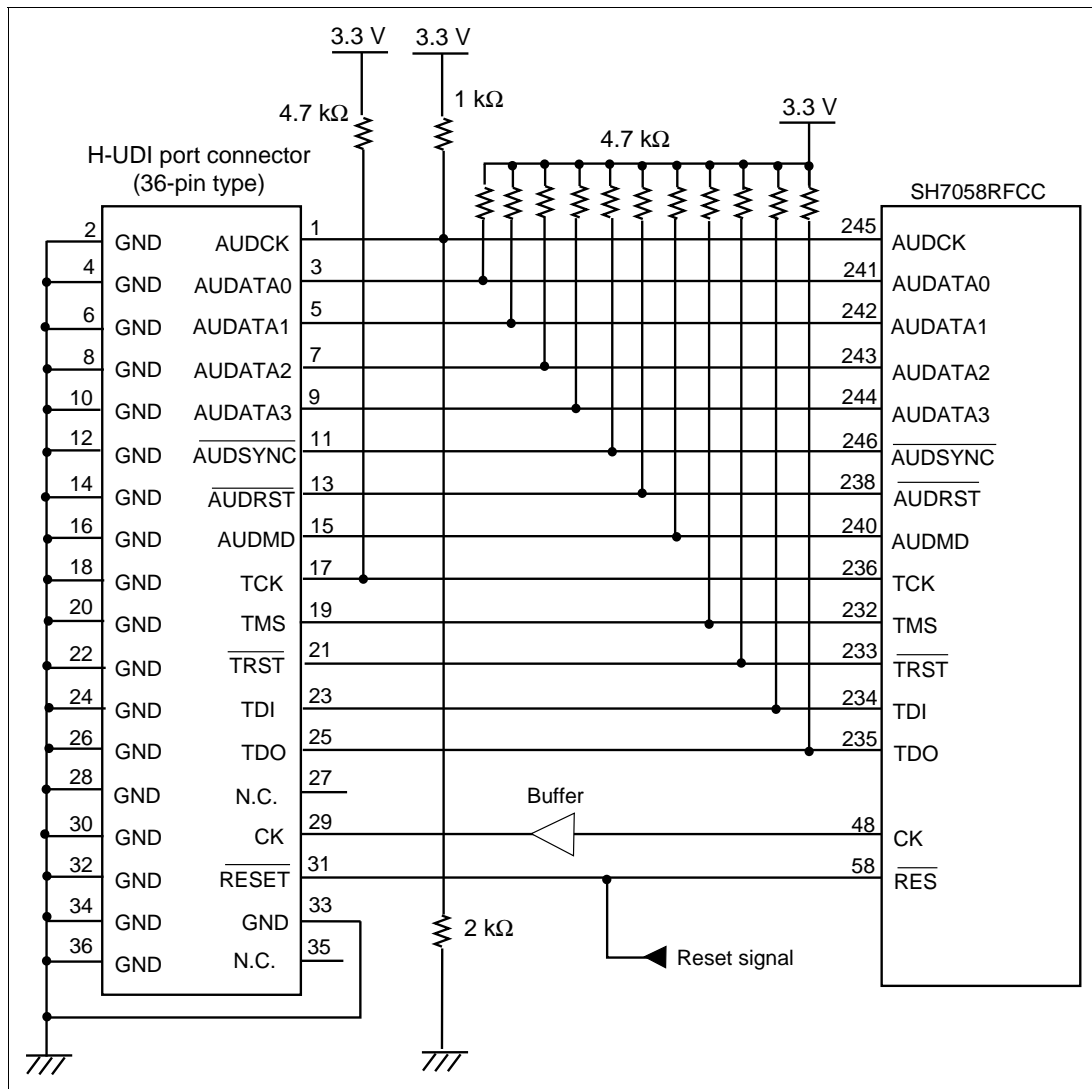 3.3 V
3.3 V
4.7 kΩ
1 kΩ
3.3 V
4.7 kΩ
H-UDI port connector
(36-pin type)
SH7058RFCC
2 GND AUDCK 1 245 AUDCK
4 GND AUDATA0 3 241 AUDATA0
6 GND AUDATA1 5 242 AUDATA1
8 GND AUDATA2 7 243 AUDATA2
10 GND AUDATA3 9 244 AUDATA3
12 GND AUDSYNC 11 246 AUDSYNC
14 GND AUDRST 13 238 AUDRST
16 GND AUDMD 15 240 AUDMD
18 GND TCK 17 236 TCK
20 GND TMS 19 232 TMS
22 GND TRST 21 233 TRST
24 GND TDI 23 234 TDI
26 GND TDO 25 235 TDO
28 GND N.C. 27
Buffer
30 GND CK 29 48 CK
32 GND RESET 31 58 RES
34 GND GND 33
2 kΩ
36 GND N.C. 35
Reset signal